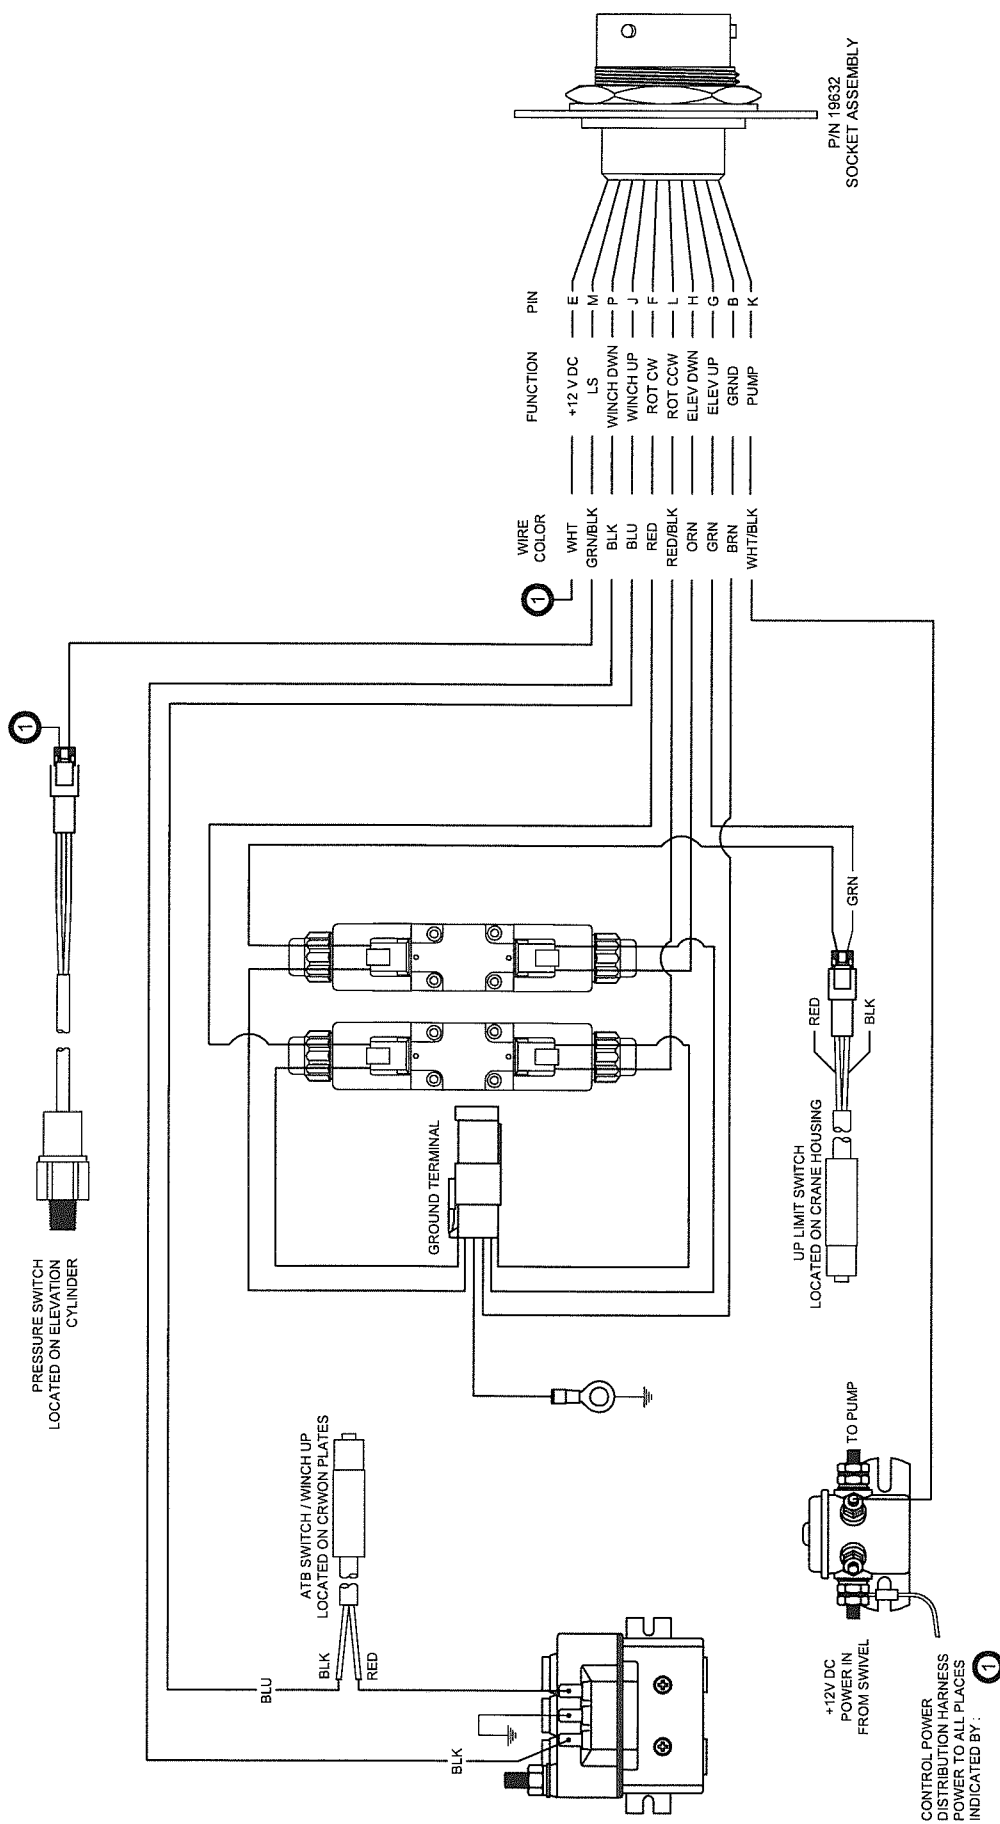 P/N 19632
SOCKET ASSEMBLY
PIN
FUNCTION
WIRE
COLOR
E
+12 V DC
WHT
1
M
LS
GRN/BLK
P
WINCH DWN
BLK
J
WINCH UP
BLU
F
ROT CW
RED
L
ROT CCW
RED/BLK
H
ELEV DWN
ORN
G
ELEV UP
GRN
B
GRND
BRN
K
PUMP
WHT/BLK
1
PRESSURE SWITCH
LOCATED ON ELEVATION
CYLINDER
GROUND TERMINAL
GRN
RED
BLK
UP LIMIT SWITCH
LOCATED ON CRANE HOUSING
ATB SWITCH / WINCH UP
LOCATED ON CRWON PLATES
BLU
BLK
RED
BLK
TO PUMP
+12V DC
POWER IN
FROM SWIVEL
CONTROL POWER
DISTRIBUTION HARNESS
POWER TO ALL PLACES
INDICATED BY :
1